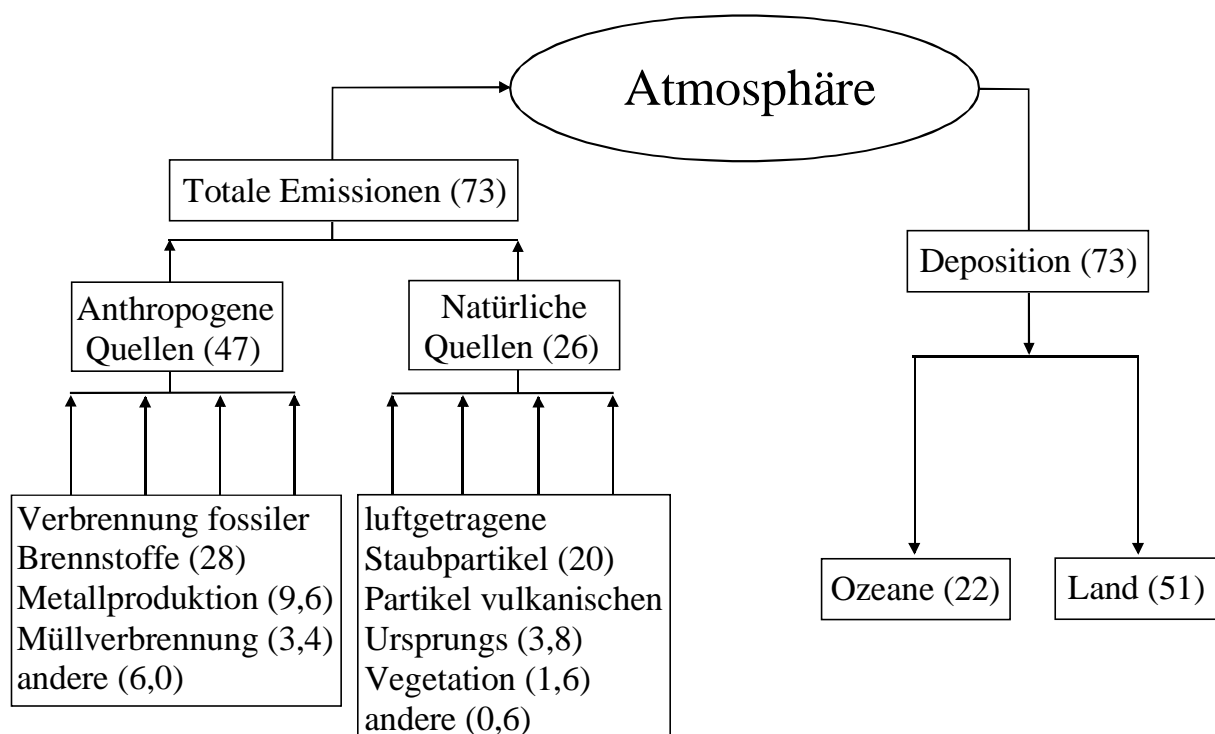 Atmosphäre
Totale Emissionen (73)
Deposition (73)
Anthropogene
Quellen (47)
Natürliche
Quellen (26)
Verbrennung fossiler
Brennstoffe (28)
Metallproduktion (9,6)
Müllverbrennung (3,4)
andere (6,0)
luftgetragene
Staubpartikel (20)
Partikel vulkanischen
Ursprungs (3,8)
Vegetation (1,6)
andere (0,6)
Ozeane (22)
Land (51)